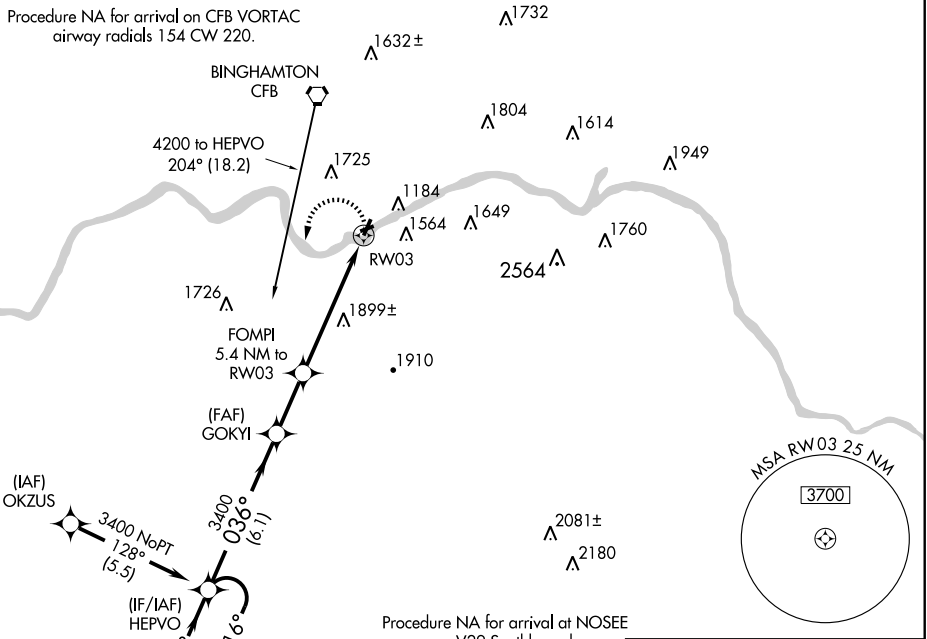 Procedure NA for arrival on CFB VORTAC
airway radials 154 CW 220.
1732
1632±
BINGHAMTON
CFB
1804
1614
4200 to HEPVO
204° (18.2)
1725
1949
1184
1564
1649
1760
RW03
2564
1726
1899±
FOMPI
5.4 NM to
RW03
1910
(FAF)
GOKYI
MSA RW03 25 NM
3700
(IAF)
OKZUS
3400 NoPT
128°
(5.5)
3400
036°
(6.1)
2081±
2180
(IF/IAF)
HEPVO
16°
Procedure NA for arrival at NOSEE